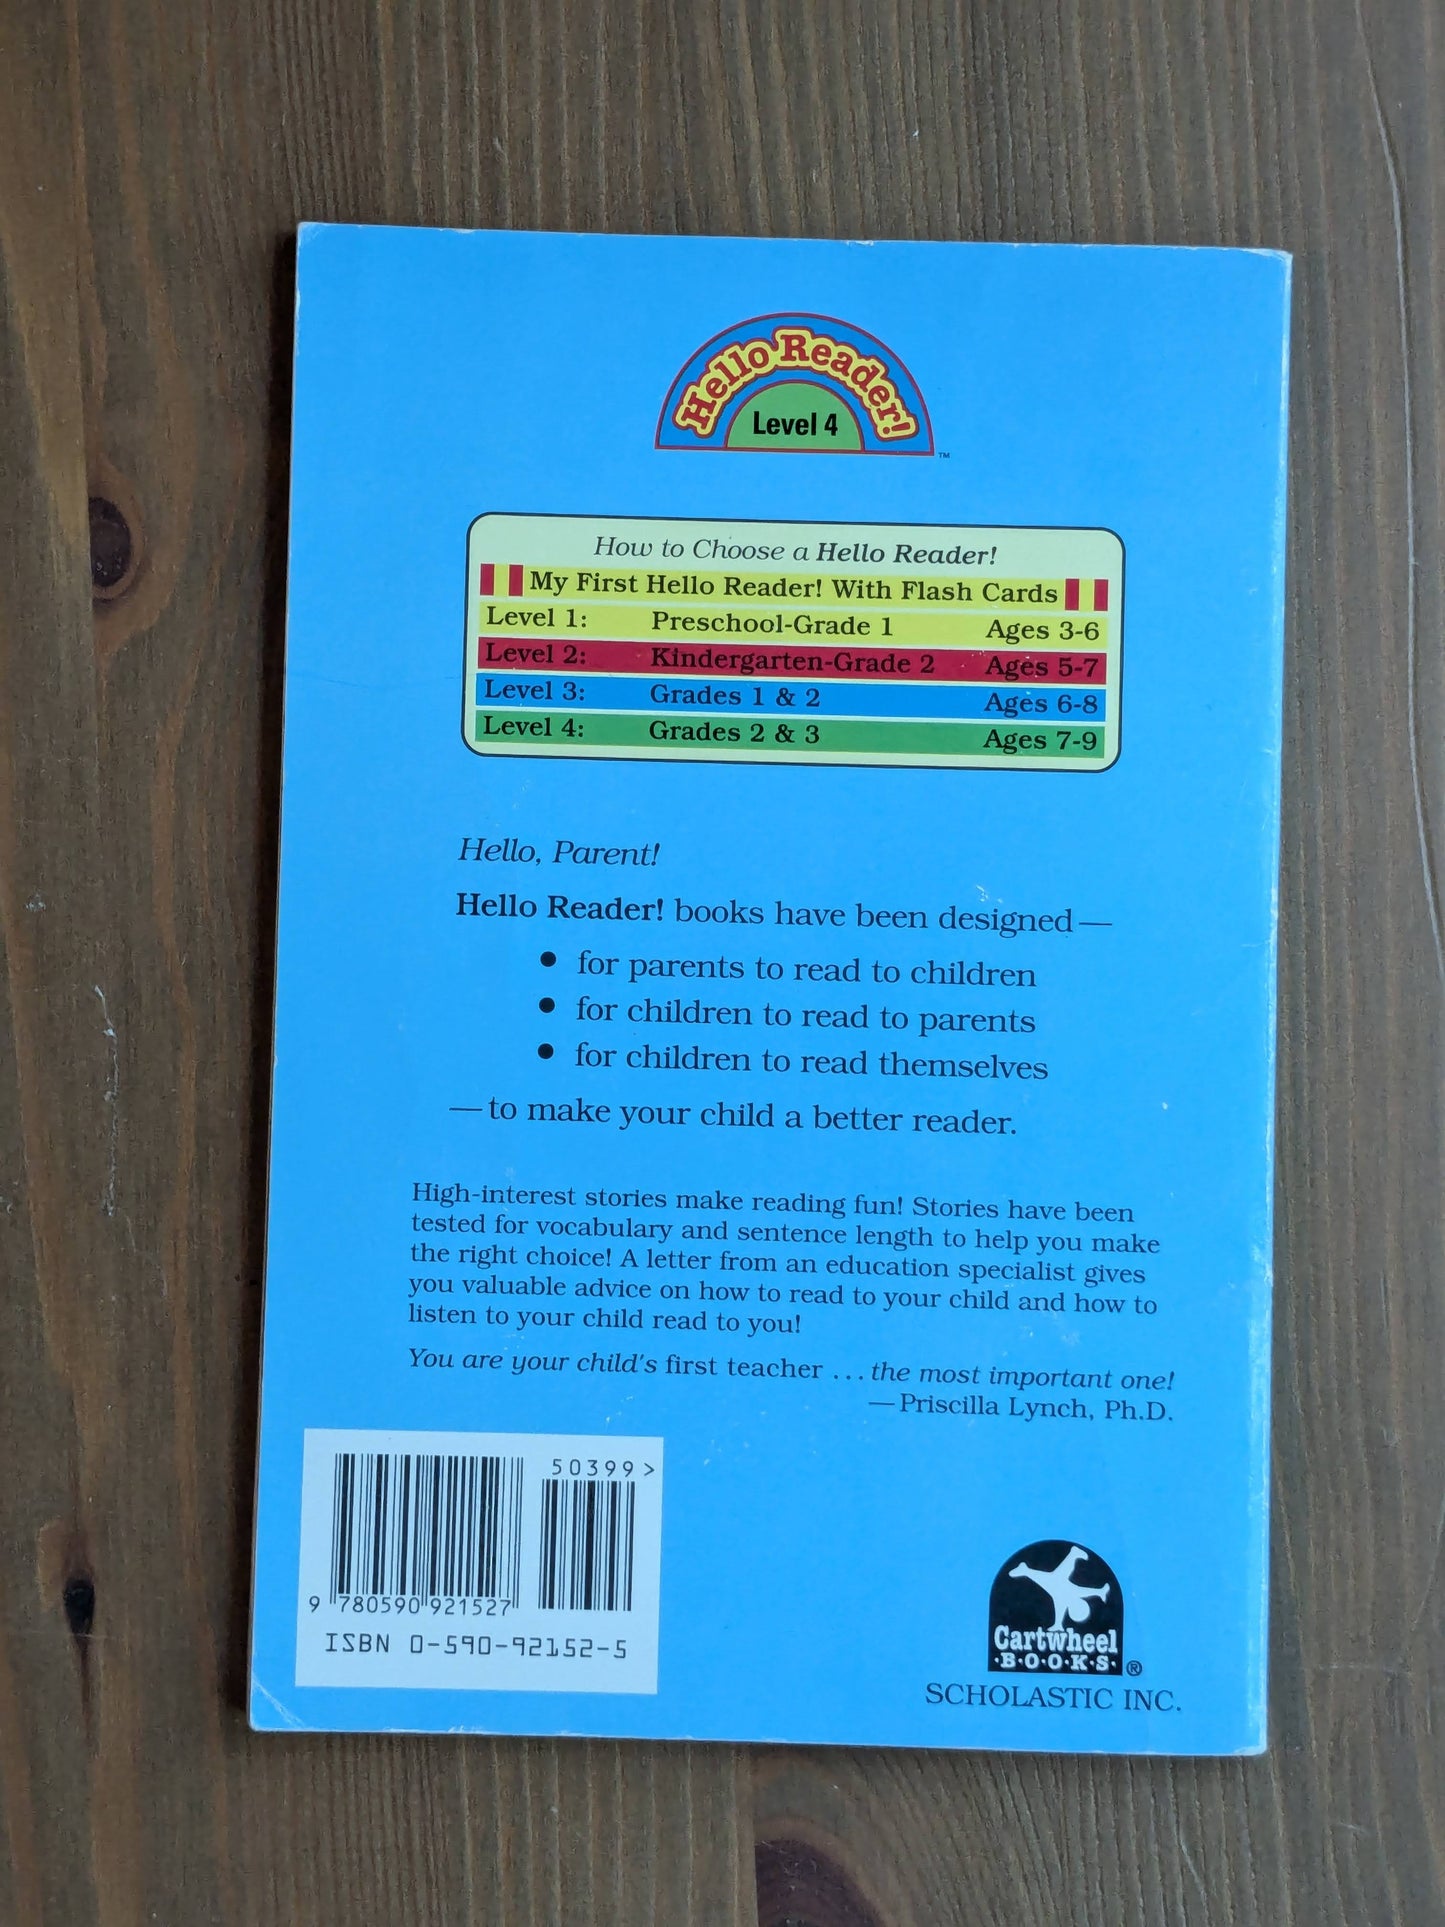 Hello Reader!
Level 4
™
How to Choose a Hello Reader!
My First Hello Reader! With Flash Cards
Level 1: Preschool-Grade 1 Ages 3-6
Level 2: Kindergarten-Grade 2 Ages 5-7
Level 3: Grades 1 & 2 Ages 6-8
Level 4: Grades 2 & 3 Ages 7-9
Hello, Parent!
Hello Reader! books have been designed—
• for parents to read to children
• for children to read to parents
• for children to read themselves
—to make your child a better reader.
High-interest stories make reading fun! Stories have been
tested for vocabulary and sentence length to help you make
the right choice! A letter from an education specialist gives
you valuable advice on how to read to your child and how to
listen to your child read to you!
You are your child's first teacher ... the most important one!
—Priscilla Lynch, Ph.D.
50399>
9 780590 921527
ISBN 0-590-92152-5
Cartwheel
·B·O·O·K·S· ®
SCHOLASTIC INC.